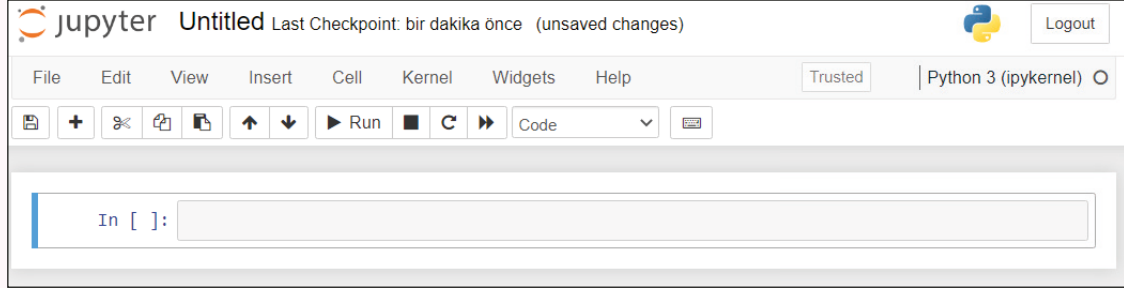 jupyter Untitled Last Checkpoint: bir dakika önce (unsaved changes) Logout
File Edit View Insert Cell Kernel Widgets Help Trusted Python 3 (ipykernel)
Run Code
In [ ]: